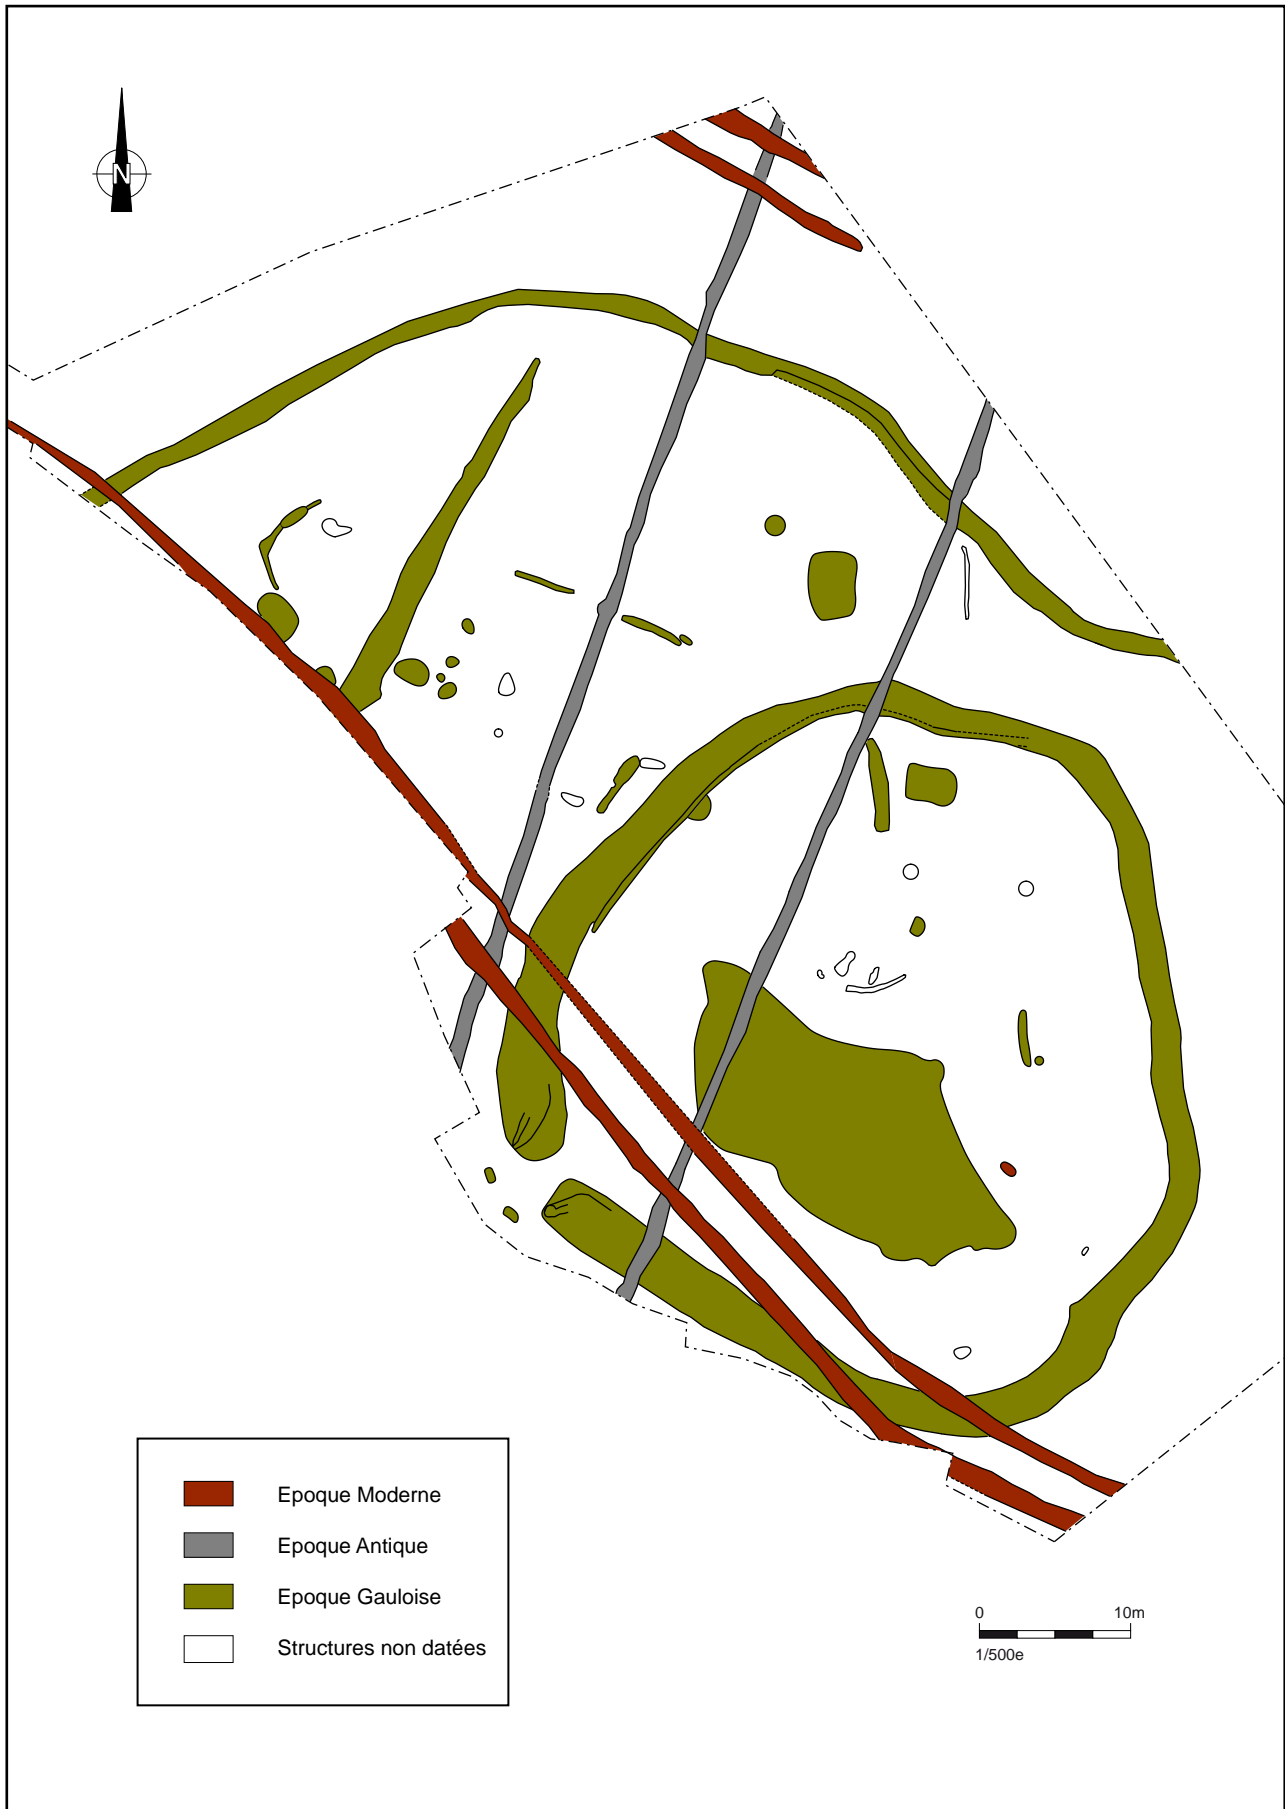 N
Epoque Moderne
Epoque Antique
Epoque Gauloise
Structures non datées
0 10m
1/500e